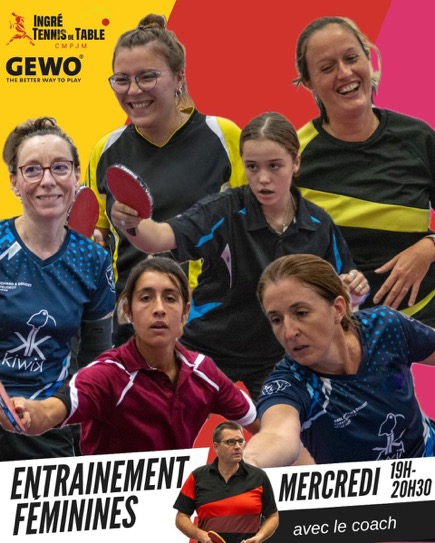 INGRÉ
TENNIS DE TABLE
CMPJM
GEWO®
THE BETTER WAY TO PLAY
KiwiK
ENTRAINEMENT
FÉMININES
MERCREDI 19H-
20H30
avec le coach